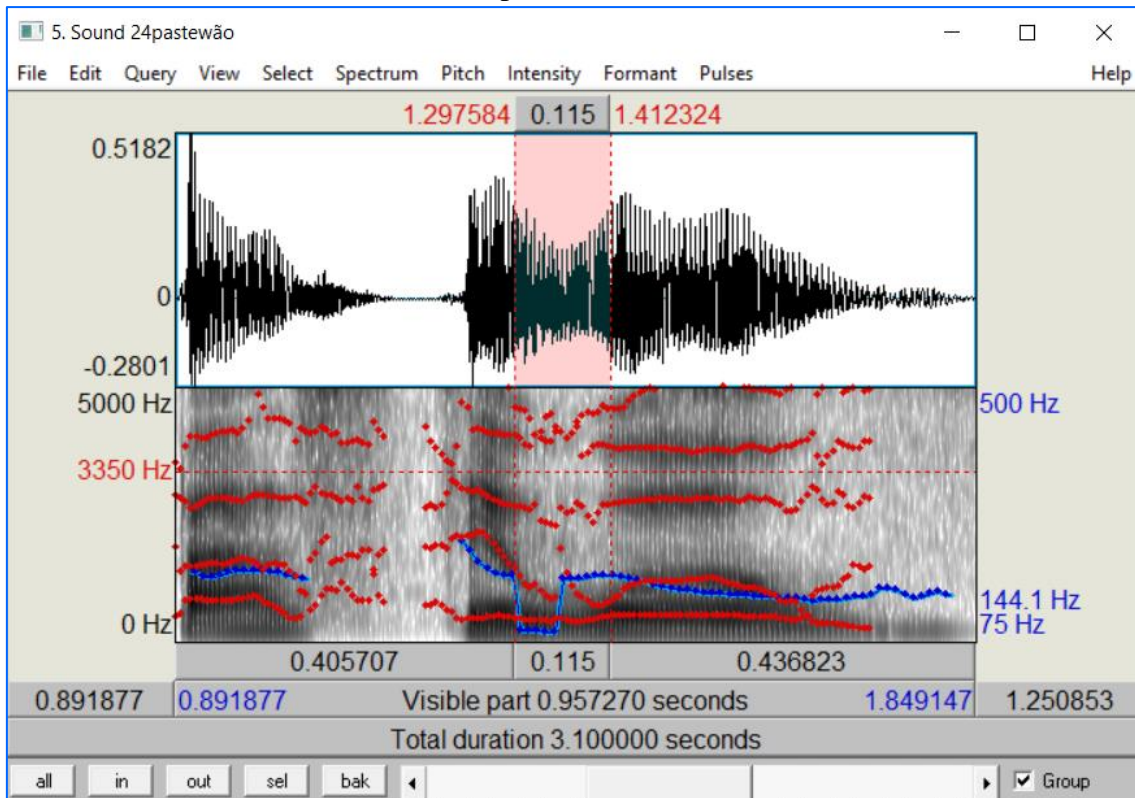 5. Sound 24pastewão
File Edit Query View Select Spectrum Pitch Intensity Formant Pulses Help
1.297584 0.115 1.412324
0.5182
0
-0.2801
5000 Hz 500 Hz
3350 Hz
144.1 Hz
0 Hz 75 Hz
0.405707 0.115 0.436823
0.891877 0.891877 Visible part 0.957270 seconds 1.849147 1.250853
Total duration 3.100000 seconds
all in out sel bak Group